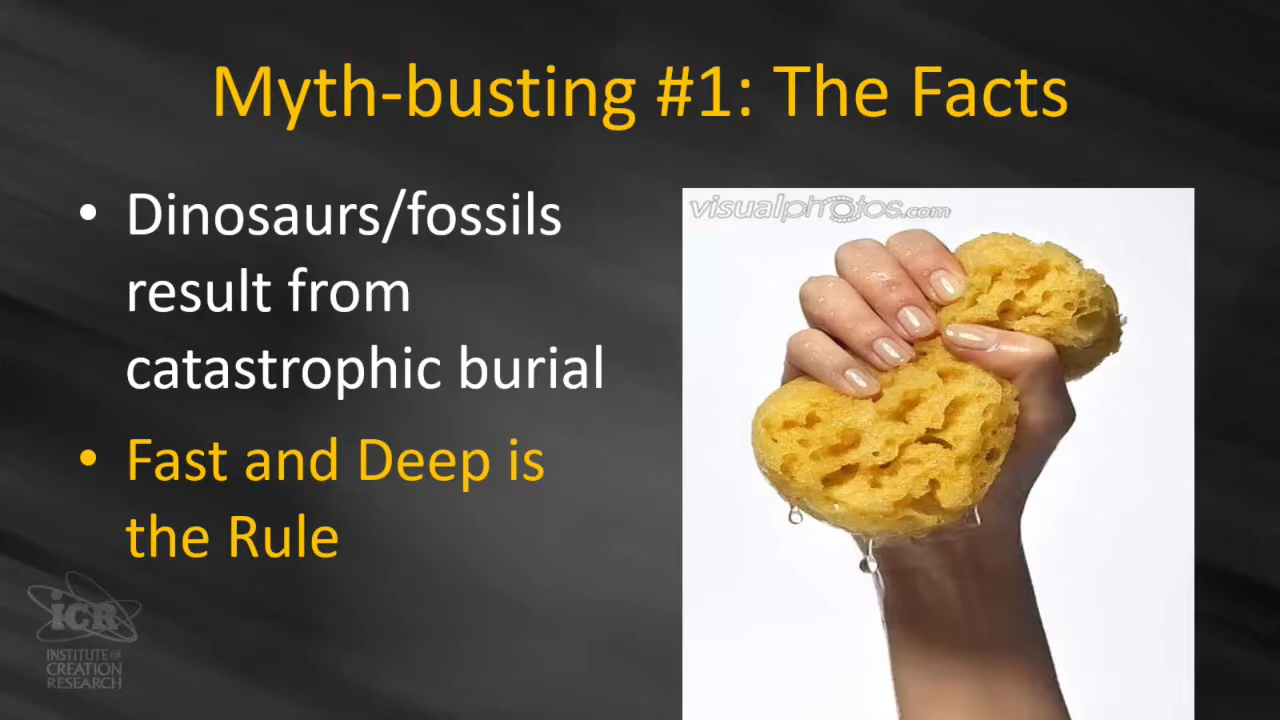 Myth-busting #1: The Facts
• Dinosaurs/fossils
result from
catastrophic burial
• Fast and Deep is
the Rule
visualphotos.com
iCR
INSTITUTE FOR
CREATION
RESEARCH